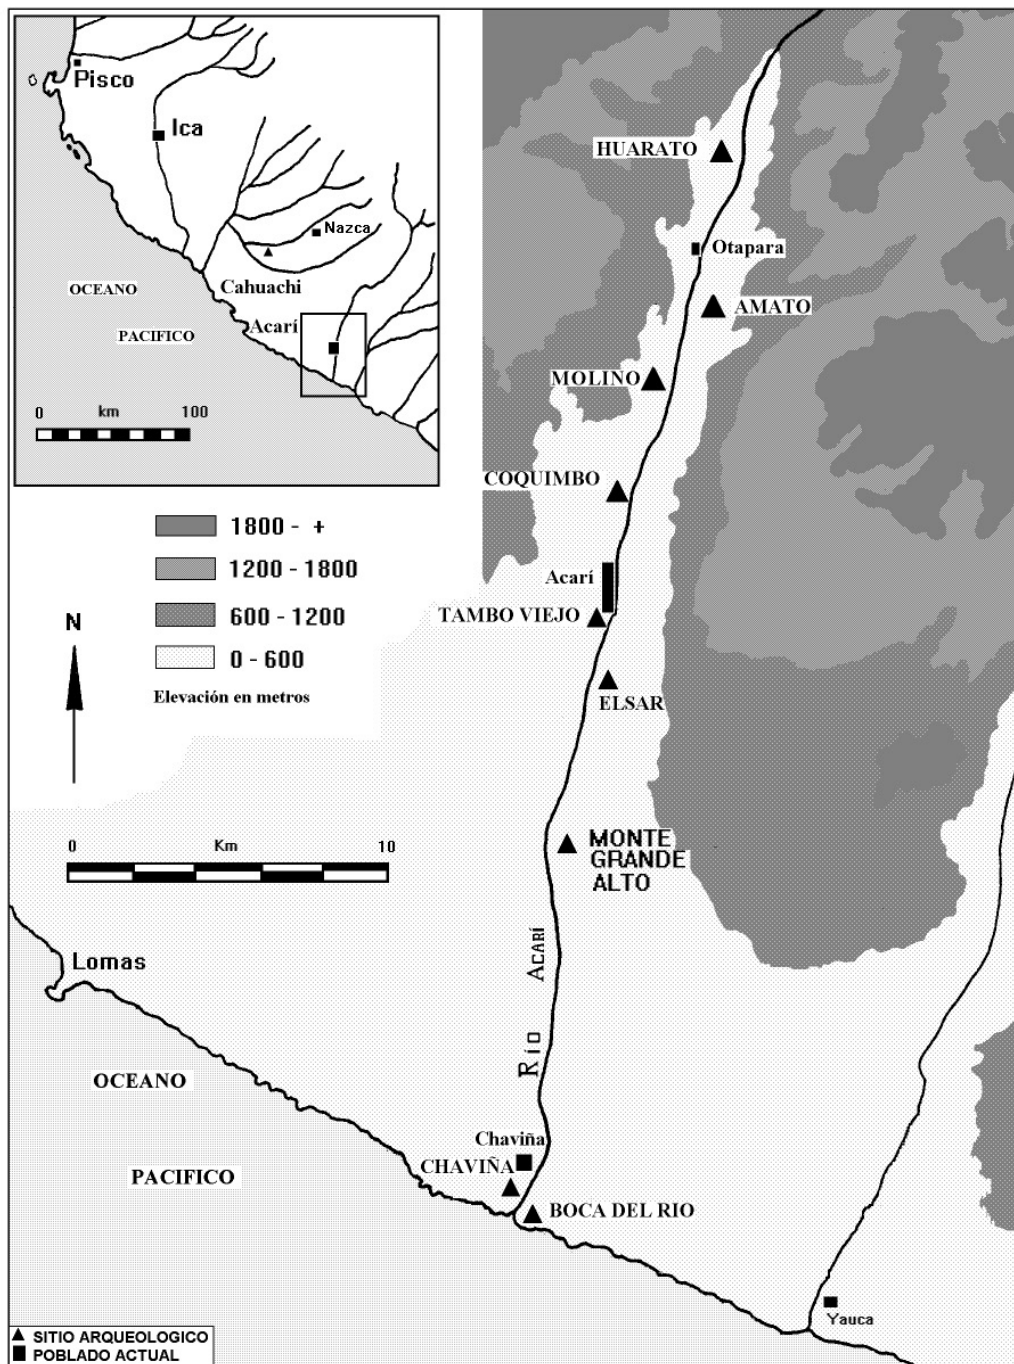 Pisco
Ica
Nazca
Cahuachi
OCEANO
PACIFICO
Acarí
0 km 100
1800 - +
1200 - 1800
600 - 1200
0 - 600
Elevación en metros
N
0 Km 10
HUARATO
Otapara
AMATO
MOLINO
COQUIMBO
Acarí
TAMBO VIEJO
ELSAR
MONTE
GRANDE
ALTO
Río Acarí
Lomas
OCEANO
PACIFICO
Chaviña
CHAVIÑA
BOCA DEL RIO
Yauca
SITIO ARQUEOLOGICO
POBLADO ACTUAL